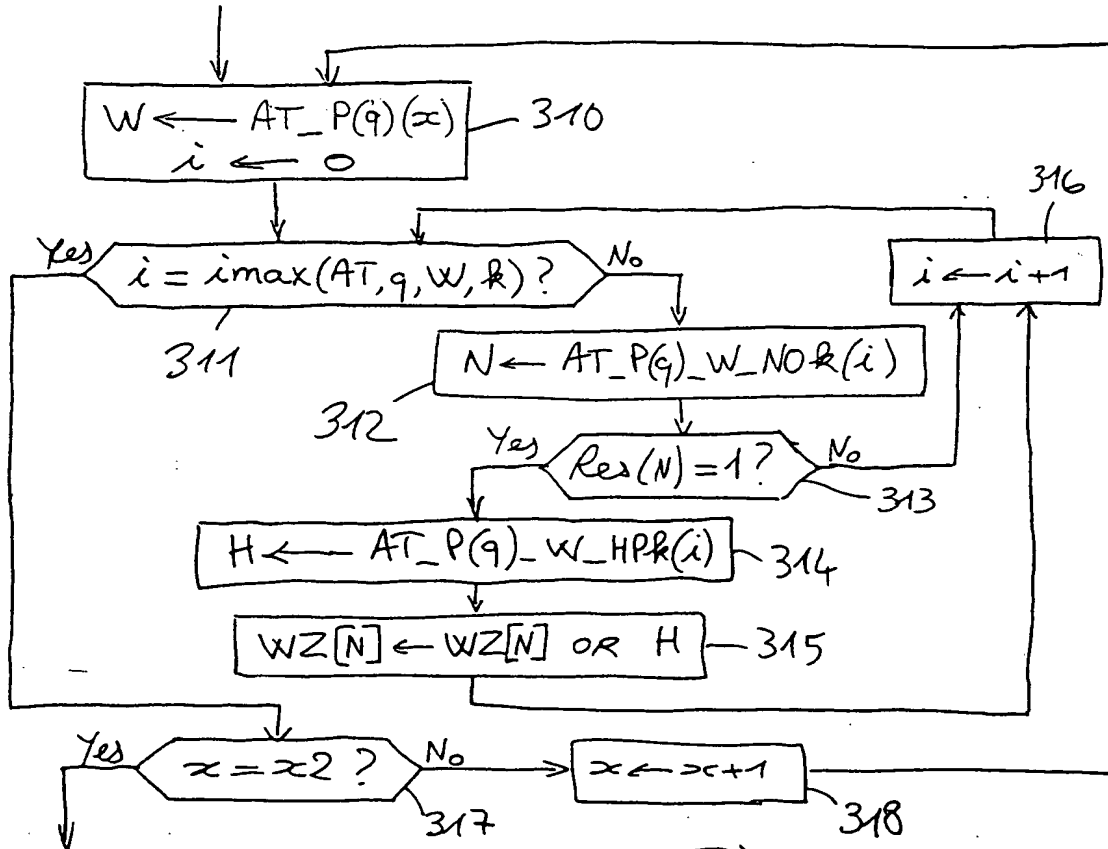 W ← AT_P(q)(x)
i ← 0
310
316
i ← i+1
Yes
i = imax(AT, q, W, k) ?
No
311
N ← AT_P(q)_W_NOk(i)
312
Yes
Res(N) = 1 ?
No
313
H ← AT_P(q)_W_HPk(i)
314
WZ[N] ← WZ[N] OR H
315
Yes
x = x2 ?
No
317
x ← x+1
318